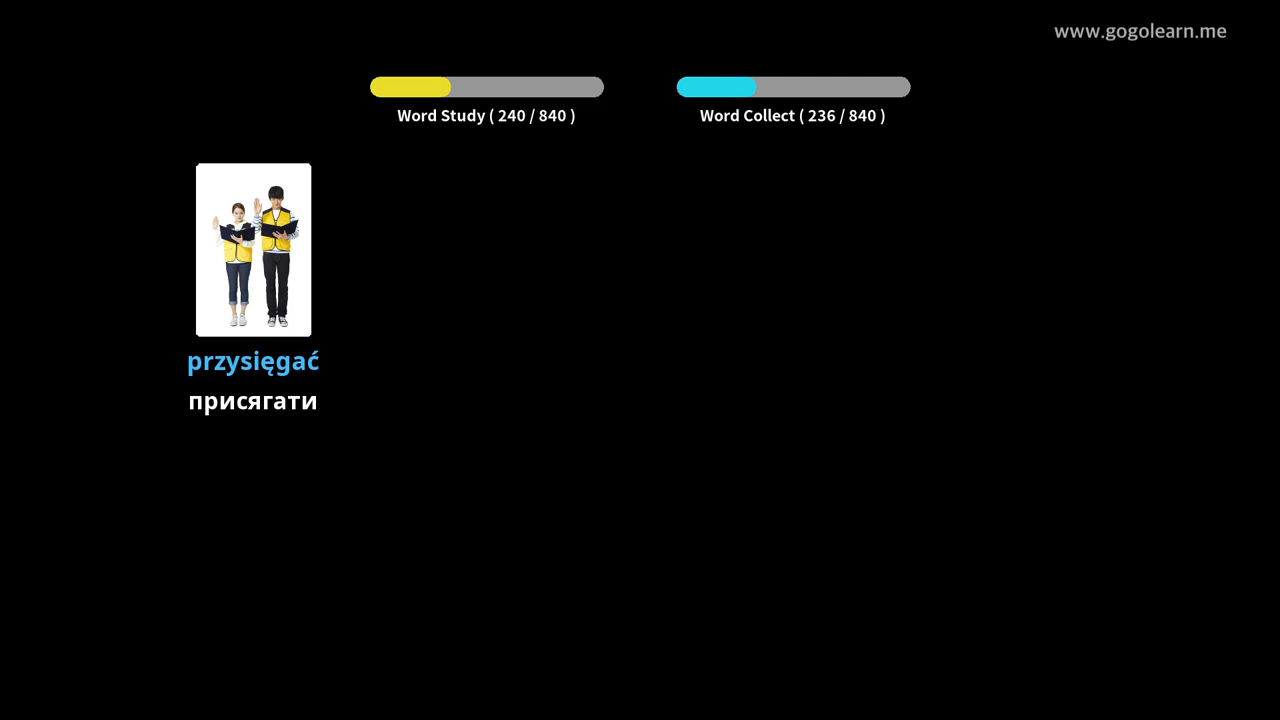 www.gogolearn.me
Word Study ( 240 / 840 )
Word Collect ( 236 / 840 )
przysięgać
присягати